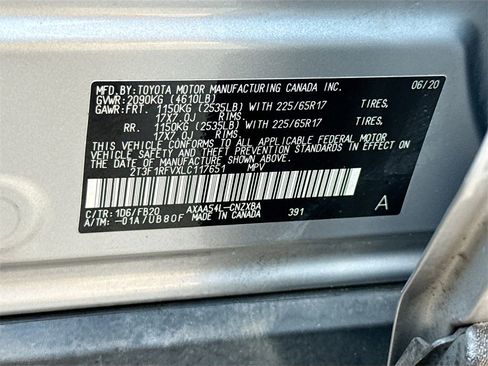 MFD.BY:TOYOTA MOTOR MANUFACTURING CANADA INC. 06/20
GVWR:2090KG (4610LB)
GAWR:FRT. 1150KG (2535LB) WITH 225/65R17 TIRES,
17X7.0J RIMS,
RR. 1150KG (2535LB) WITH 225/65R17 TIRES,
17X7.0J RIMS,
THIS VEHICLE CONFORMS TO ALL APPLICABLE FEDERAL MOTOR
VEHICLE SAFETY AND THEFT PREVENTION STANDARDS IN
EFFECT ON THE DATE OF MANUFACTURE SHOWN ABOVE.
2T3F1RFVXLC117651 MPV
C/TR:1D6/FB20 AXAA54L-CNZXBA
A/TM:-01A/UB80F MADE IN CANADA 391 A